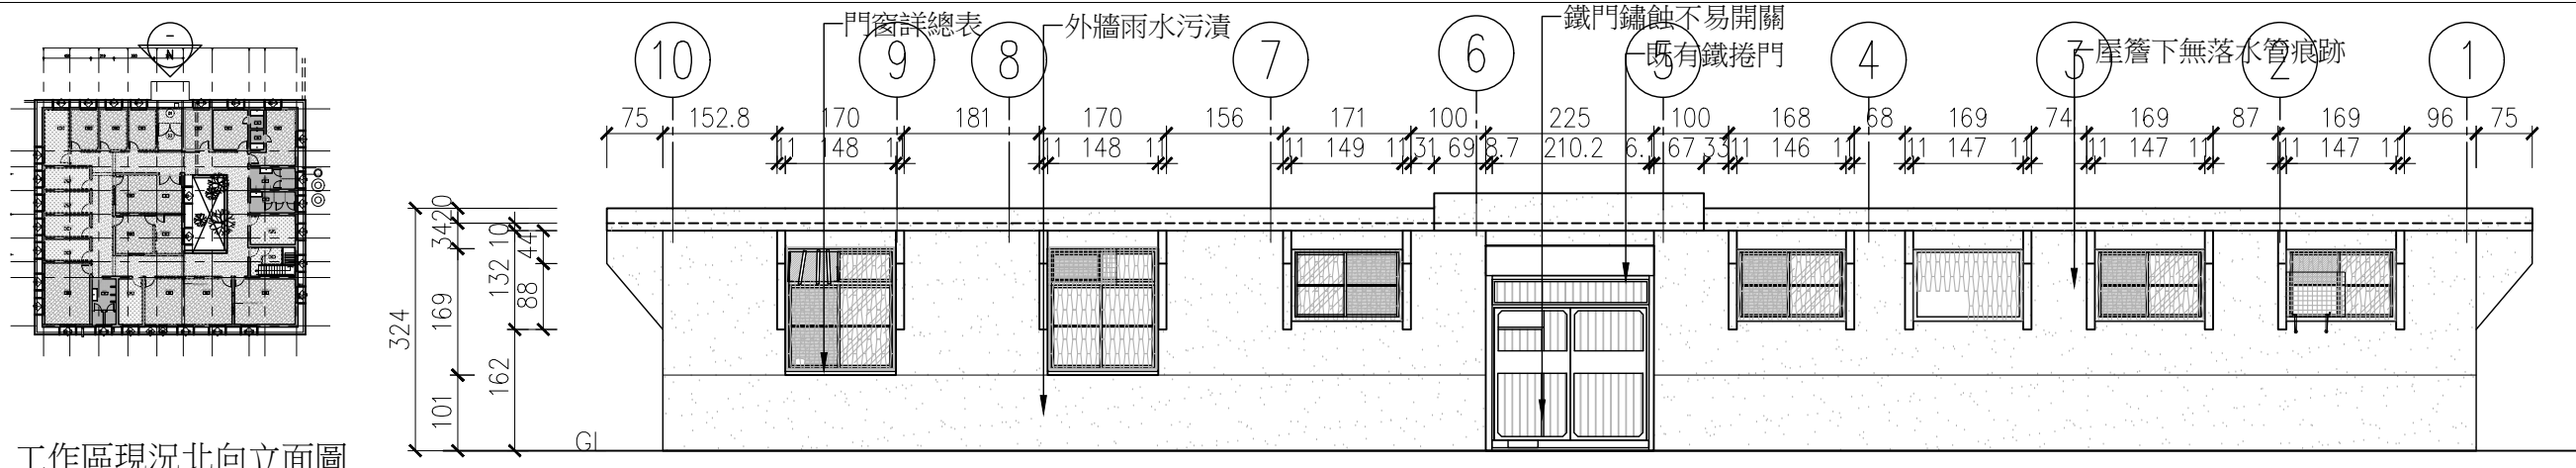 門窗詳總表
外牆雨水污漬
鐵門鏽蝕不易開關
既有鐵捲門
屋簷下無落水管痕跡
10 9 8 7 6 5 4 3 2 1
75 152.8 170 181 170 156 171 100 225 100 168 68 169 74 169 87 169 96 75
11 148 11 11 148 11 11 149 11 31 69 8.7 210.2 6.1 67 33 11 146 11 11 147 11 11 147 11 11 147 11
324
20
34
169
101
10
132
162
44
88
GL
N
工作區現況北向立面圖